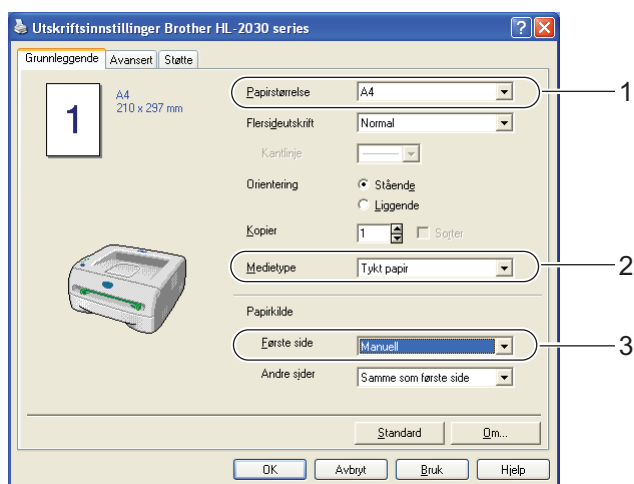 Utskriftsinnstillinger Brother HL-2030 series
Grunnleggende Avansert Støtte
1
A4
210 x 297 mm
Papirstørrelse A4 1
Flersideutskrift Normal
Kantlinje
Orientering Stående
Liggende
Kopier 1 Sorter
Medietype Tykt papir 2
Papirkilde
Første side Manuell 3
Andre sider Samme som første side
Standard Om...
OK Avbryt Bruk Hjelp